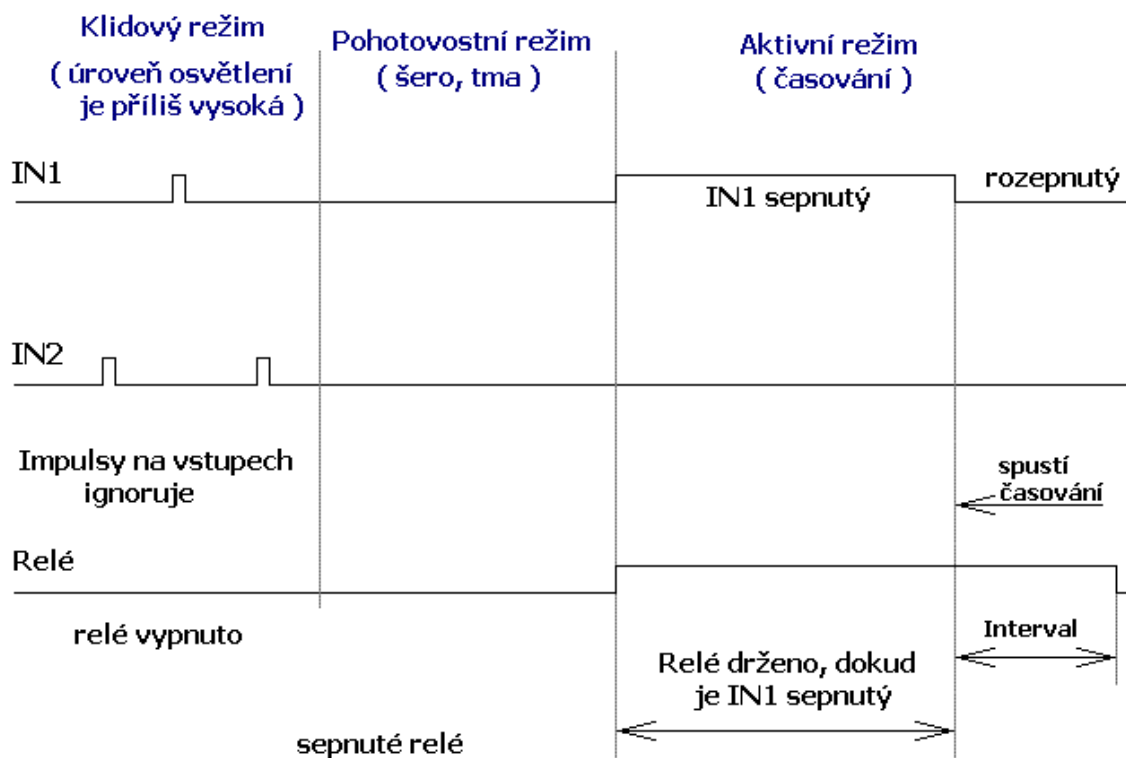 Klidový režim
( úroveň osvětlení
je příliš vysoká )
Pohotovostní režim
( šero, tma )
Aktivní režim
( časování )
IN1
IN1 sepnutý
rozepnutý
IN2
Impulsy na vstupech
ignoruje
spustí
časování
Relé
relé vypnuto
Interval
Relé drženo, dokud
je IN1 sepnutý
sepnuté relé